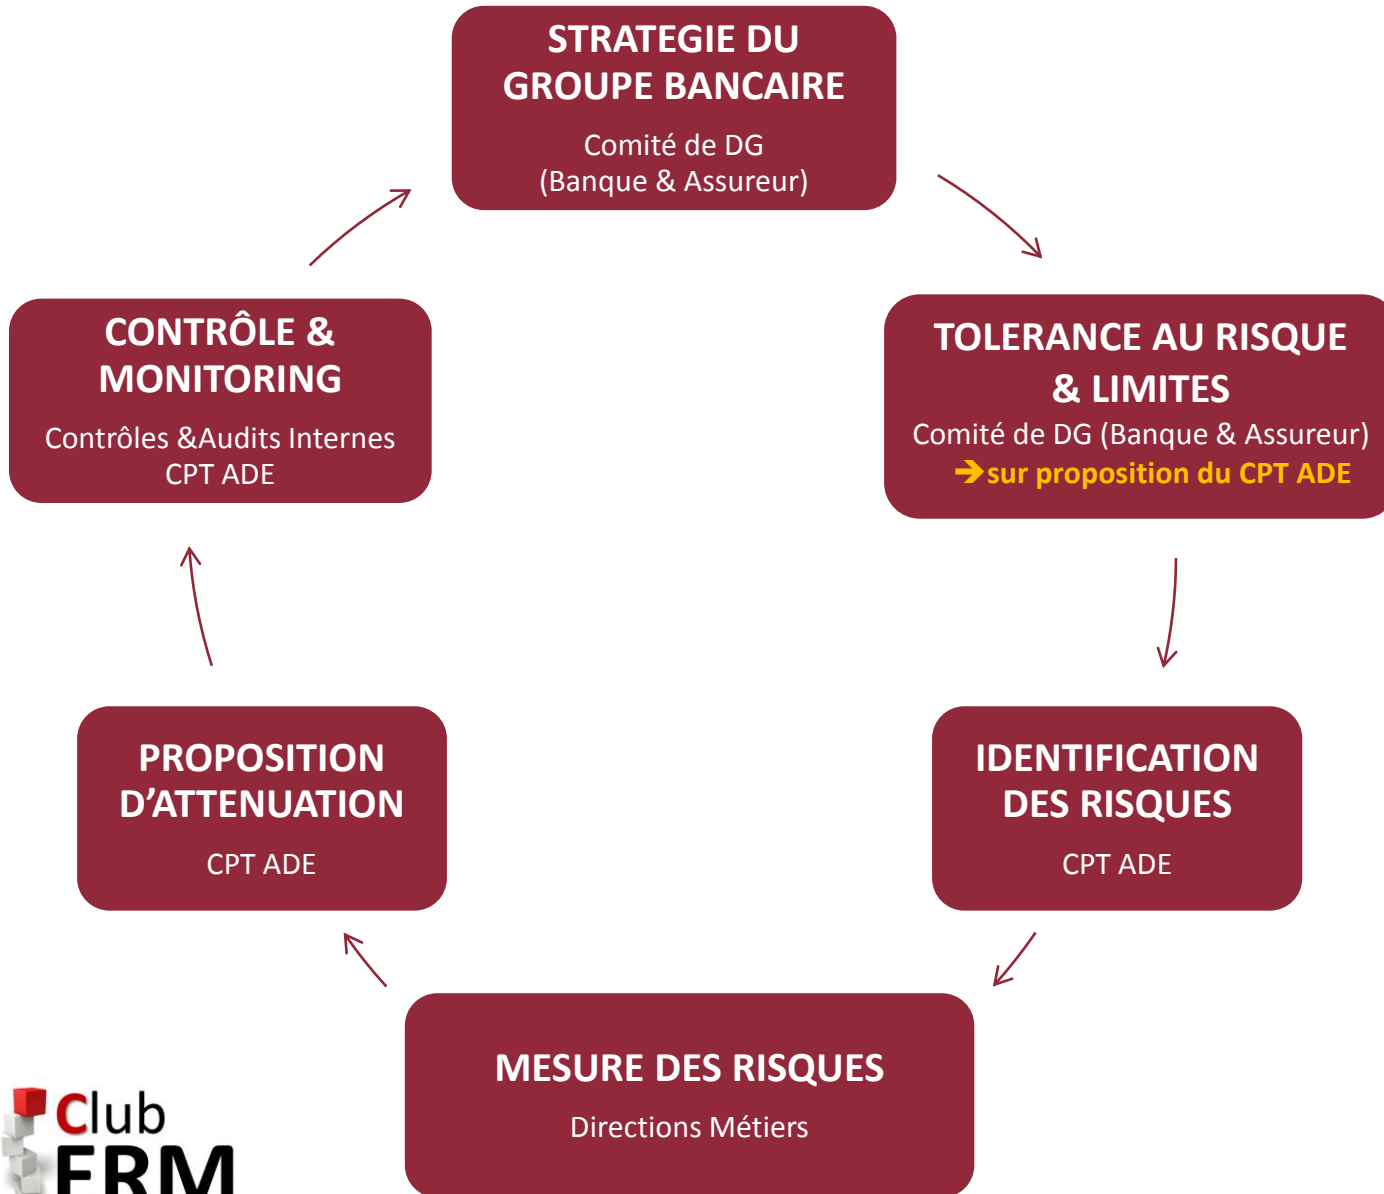 STRATEGIE DU
GROUPE BANCAIRE
Comité de DG
(Banque & Assureur)
CONTRÔLE &
MONITORING
Contrôles &Audits Internes
CPT ADE
TOLERANCE AU RISQUE
& LIMITES
Comité de DG (Banque & Assureur)
➔sur proposition du CPT ADE
PROPOSITION
D’ATTENUATION
CPT ADE
IDENTIFICATION
DES RISQUES
CPT ADE
MESURE DES RISQUES
Directions Métiers
Club
ERM